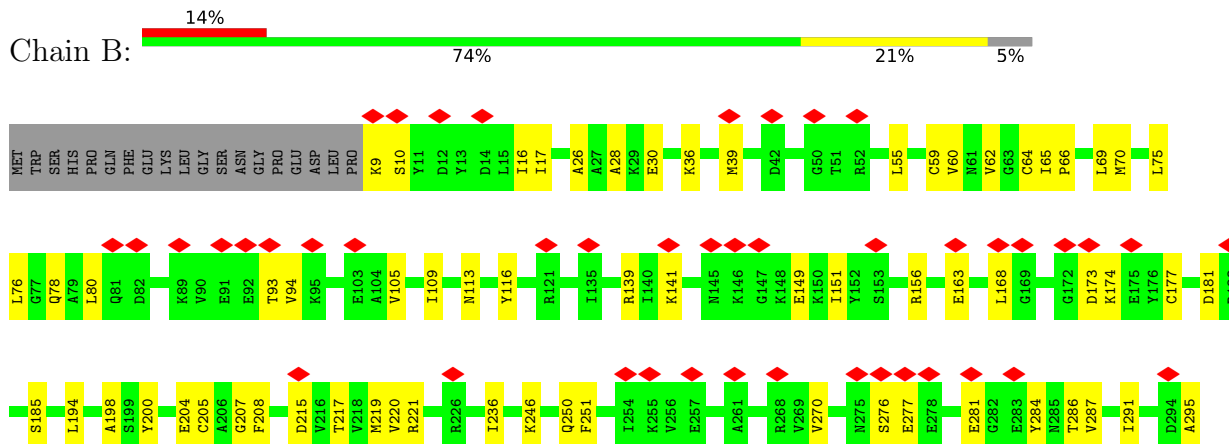 14%
Chain B:
74% 21% 5%
MET TRP SER HIS PRO GLN PHE GLU LYS LEU GLY SER ASN GLY PRO GLU ASP LEU PRO K9 S10 Y11 D12 Y13 D14 L15 I16 I17 A26 A27 A28 K29 E30 K36 M39 D42 G50 T51 R52 L55 C59 V60 N61 V62 G63 C64 I65 P66 L69 M70 L75
L76 G77 Q78 A79 L80 Q81 D82 K89 V90 E91 E92 T93 V94 K95 E103 A104 V105 I109 N113 Y116 R121 I135 R139 I140 K141 N145 K146 G147 K148 E149 K150 I151 Y152 S153 R156 E163 L168 G169 G172 D173 K174 E175 Y176 C177 D181
S185 L194 A198 S199 Y200 E204 C205 A206 G207 F208 D215 V216 T217 V218 M219 V220 R221 R226 I236 K246 Q250 F251 I254 K255 V256 E257 A261 R268 V269 V270 N275 S276 E277 E278 E281 G282 E283 Y284 N285 T286 V287 I291 D294 A295